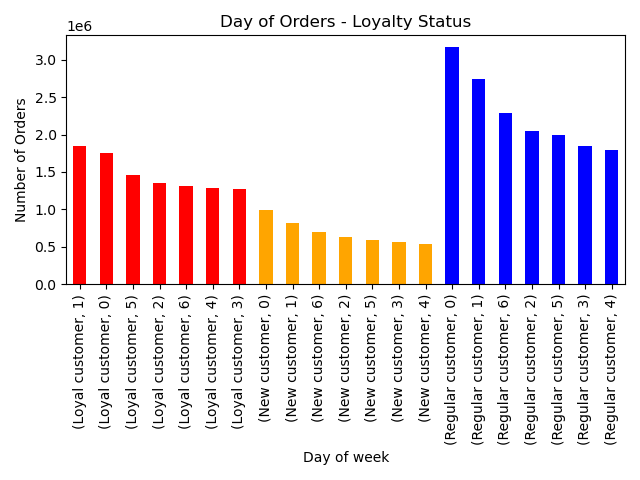 Day of Orders - Loyalty Status
1e6
3.0
2.5
2.0
1.5
1.0
0.5
0.0
Number of Orders
(Loyal customer, 1)
(Loyal customer, 0)
(Loyal customer, 5)
(Loyal customer, 2)
(Loyal customer, 6)
(Loyal customer, 4)
(Loyal customer, 3)
(New customer, 0)
(New customer, 1)
(New customer, 6)
(New customer, 2)
(New customer, 5)
(New customer, 3)
(New customer, 4)
(Regular customer, 0)
(Regular customer, 1)
(Regular customer, 6)
(Regular customer, 2)
(Regular customer, 5)
(Regular customer, 3)
(Regular customer, 4)
Day of week